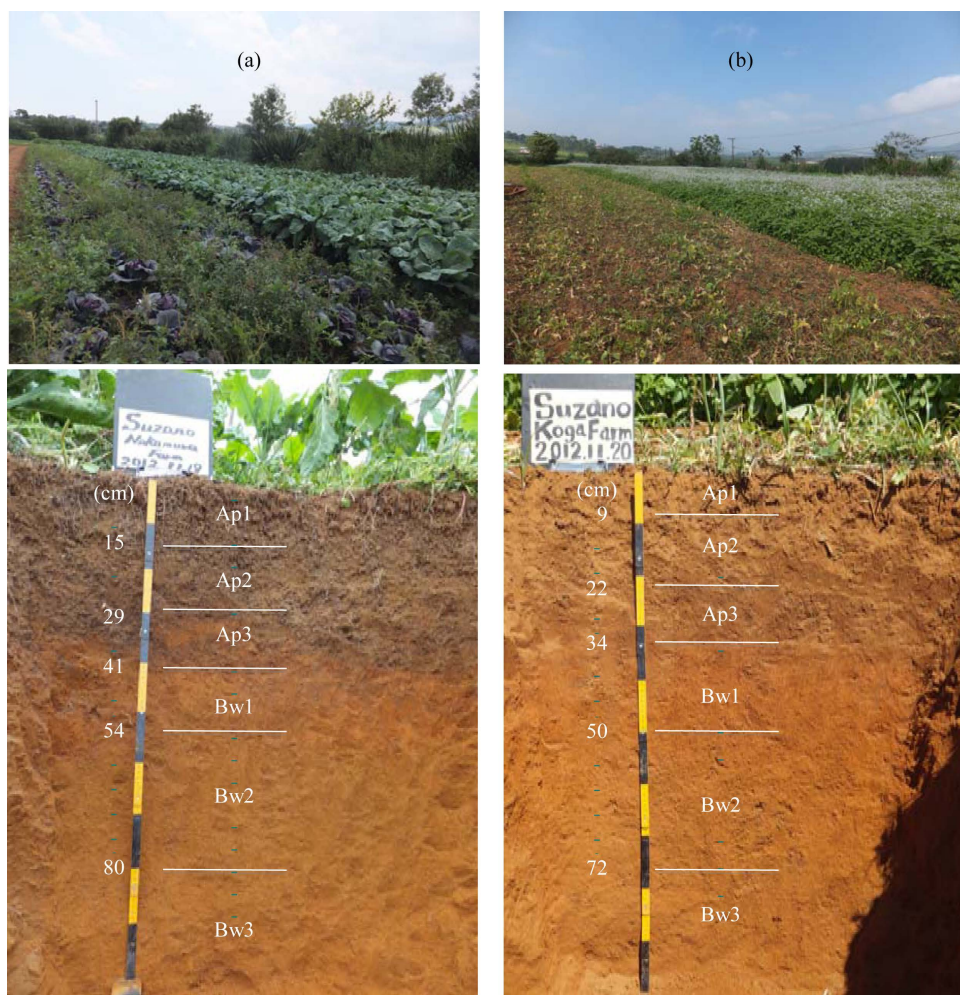 (a)
(b)
Suzano
Nakamura
Farm
2012.11.19
(cm)
Ap1
15
Ap2
29
Ap3
41
Bw1
54
Bw2
80
Bw3
Suzano
Koga Farm
2012.11.20
(cm)
Ap1
9
Ap2
22
Ap3
34
Bw1
50
Bw2
72
Bw3